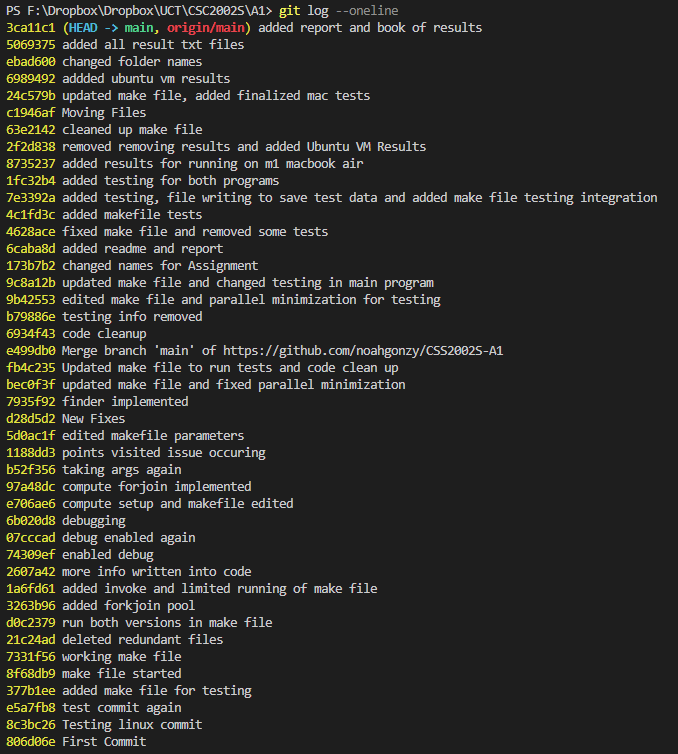 PS F:\Dropbox\Dropbox\UCT\CSC2002S\A1> git log --oneline
3ca11c1 (HEAD -> main, origin/main) added report and book of results
5069375 added all result txt files
ebad600 changed folder names
6989492 addded ubuntu vm results
24c579b updated make file, added finalized mac tests
c1946af Moving Files
63e2142 cleaned up make file
2f2d838 removed removing results and added Ubuntu VM Results
8735237 added results for running on m1 macbook air
1fc32b4 added testing for both programs
7e3392a added testing, file writing to save test data and added make file testing integration
4c1fd3c added makefile tests
4628ace fixed make file and removed some tests
6caba8d added readme and report
173b7b2 changed names for Assignment
9c8a12b updated make file and changed testing in main program
9b42553 edited make file and parallel minimization for testing
b79886e testing info removed
6934f43 code cleanup
e499db0 Merge branch 'main' of https://github.com/noahgonzy/CSS2002S-A1
fb4c235 Updated make file to run tests and code clean up
bec0f3f updated make file and fixed parallel minimization
7935f92 finder implemented
d28d5d2 New Fixes
5d0ac1f edited makefile parameters
1188dd3 points visited issue occuring
b52f356 taking args again
97a48dc compute forjoin implemented
e706ae6 compute setup and makefile edited
6b020d8 debugging
07cccad debug enabled again
74309ef enabled debug
2607a42 more info written into code
1a6fd61 added invoke and limited running of make file
3263b96 added forkjoin pool
d0c2379 run both versions in make file
21c24ad deleted redundant files
7331f56 working make file
8f68db9 make file started
377b1ee added make file for testing
e5a7fb8 test commit again
8c3bc26 Testing linux commit
806d06e First Commit